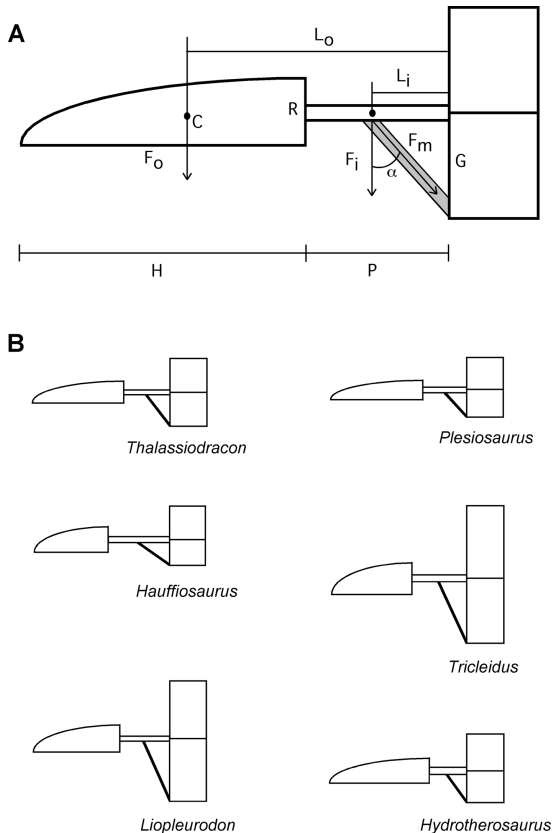 A
Lo
Li
R
C
Fo
Fi
Fm
α
G
H
P
B
Thalassiodracon
Plesiosaurus
Hauffiosaurus
Tricleidus
Liopleurodon
Hydrotherosaurus